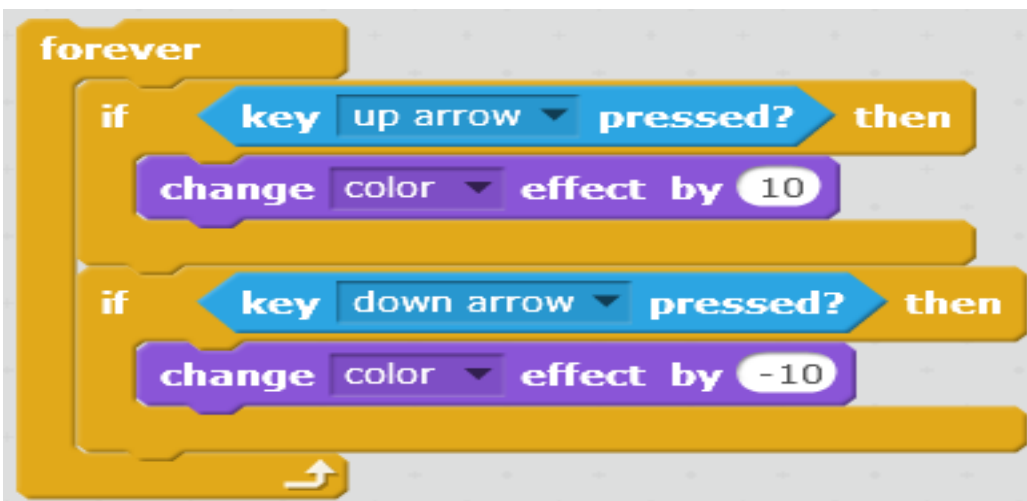 forever
if key up arrow pressed? then
change color effect by 10
if key down arrow pressed? then
change color effect by -10